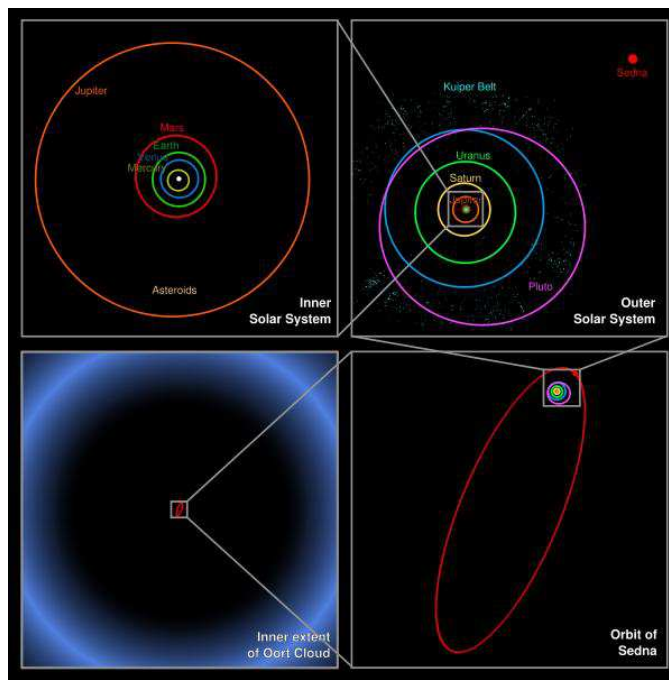 Jupiter
Mars
Earth
Venus
Mercury
Asteroids
Inner
Solar System
Sedna
Kuiper Belt
Uranus
Saturn
Jupiter
Pluto
Outer
Solar System
Inner extent
of Oort Cloud
Orbit of
Sedna